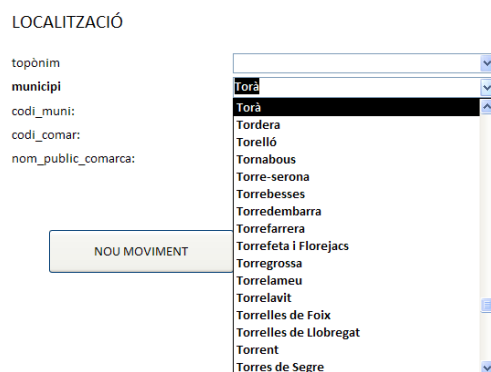 LOCALITZACIÓ
topònim
municipi
Torà
codi_muni:
codi_comar:
nom_public_comarca:
NOU MOVIMENT
Torà
Tordera
Torelló
Tornabous
Torre-serona
Torrebesses
Torredembarra
Torrefarrera
Torrefeta i Florejacs
Torregrossa
Torrelameu
Torrelavit
Torrelles de Foix
Torrelles de Llobregat
Torrent
Torres de Segre